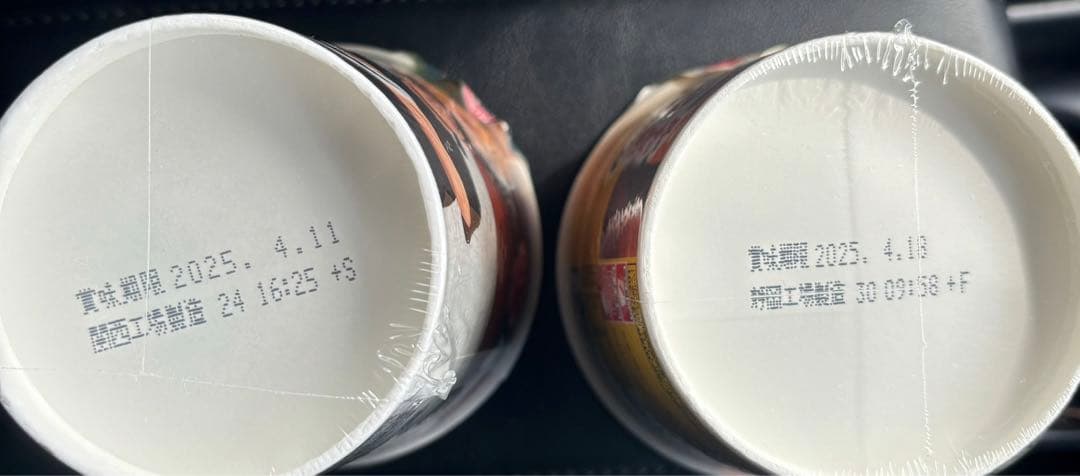 賞味期限 2025. 4.11
関西工場製造 24 16:25 +S
賞味期限 2025. 4.18
静岡工場製造 30 09:38 +F